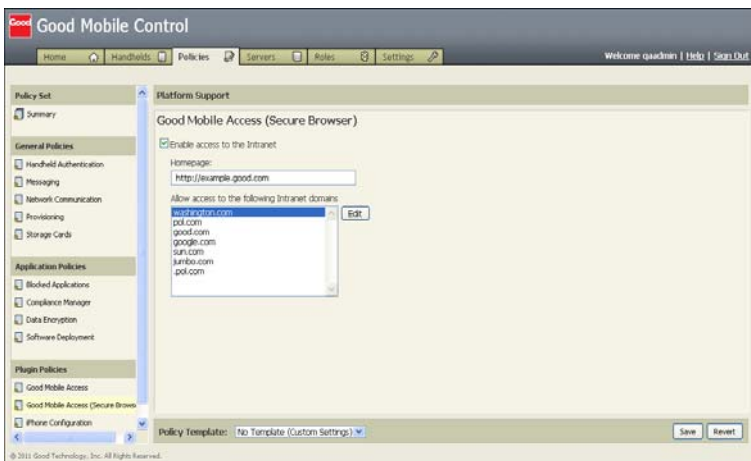 Good
Good Mobile Control
Home
Handhelds
Policies
Servers
Roles
Settings
Welcome qaadmin | Help | Sign Out
Policy Set
Summary
General Policies
Handheld Authentication
Messaging
Network Communication
Provisioning
Storage Cards
Application Policies
Blocked Applications
Compliance Manager
Data Encryption
Software Deployment
Plugin Policies
Good Mobile Access
Good Mobile Access (Secure Brows
iPhone Configuration
Platform Support
Good Mobile Access (Secure Browser)
Enable access to the Intranet
Homepage:
http://example.good.com
Allow access to the following Intranet domains
washington.com
pol.com
good.com
google.com
sun.com
jumbo.com
.pol.com
Edit
Policy Template: No Template (Custom Settings)
Save
Revert
© 2011 Good Technology, Inc. All Rights Reserved.